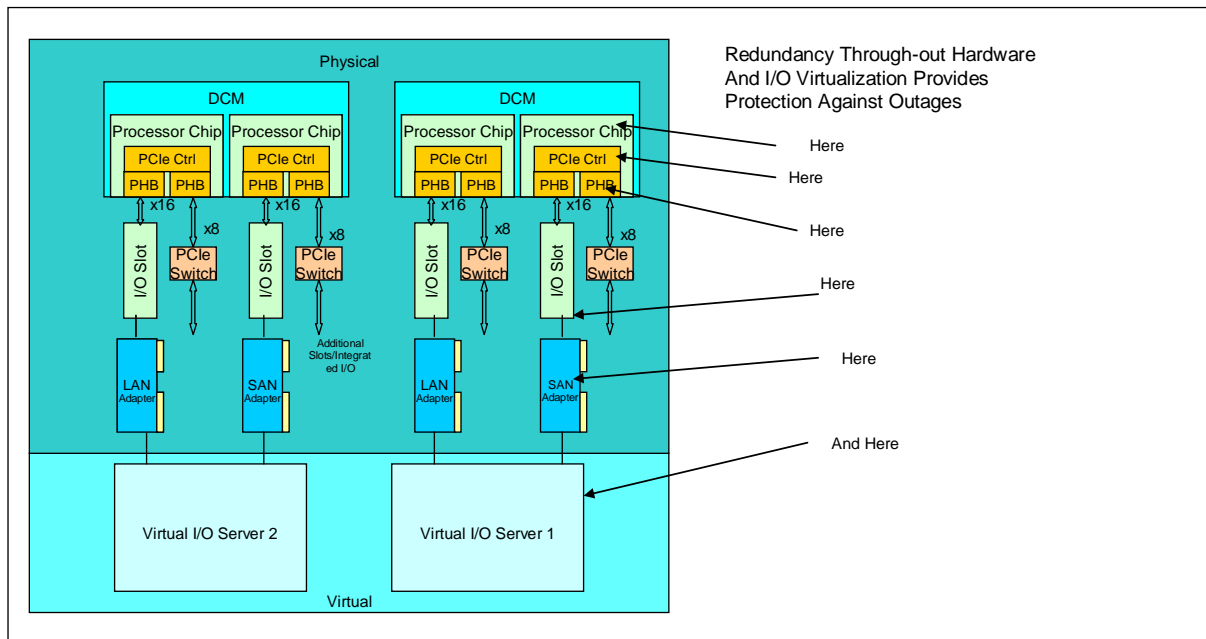 Redundancy Through-out Hardware
And I/O Virtualization Provides
Protection Against Outages
Physical
DCM
DCM
Processor Chip
Processor Chip
Processor Chip
Processor Chip
Here
PCIe Ctrl
PCIe Ctrl
PCIe Ctrl
PCIe Ctrl
Here
PHB
PHB
PHB
PHB
PHB
PHB
PHB
PHB
x16
x16
x16
x16
Here
x8
x8
x8
x8
I/O Slot
PCIe
Switch
I/O Slot
PCIe
Switch
I/O Slot
PCIe
Switch
I/O Slot
PCIe
Switch
Here
Additional
Slots/Integrat
ed I/O
LAN
Adapter
SAN
Adapter
LAN
Adapter
SAN
Adapter
Here
And Here
Virtual I/O Server 2
Virtual I/O Server 1
Virtual